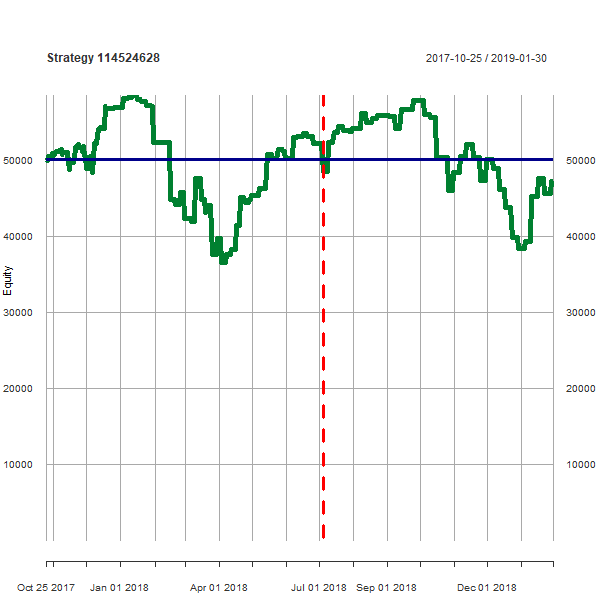 Strategy 114524628
2017-10-25 / 2019-01-30
50000 50000
40000 40000
Equity
30000 30000
20000 20000
10000 10000
Oct 25 2017 Jan 01 2018 Apr 01 2018 Jul 01 2018 Sep 01 2018 Dec 01 2018